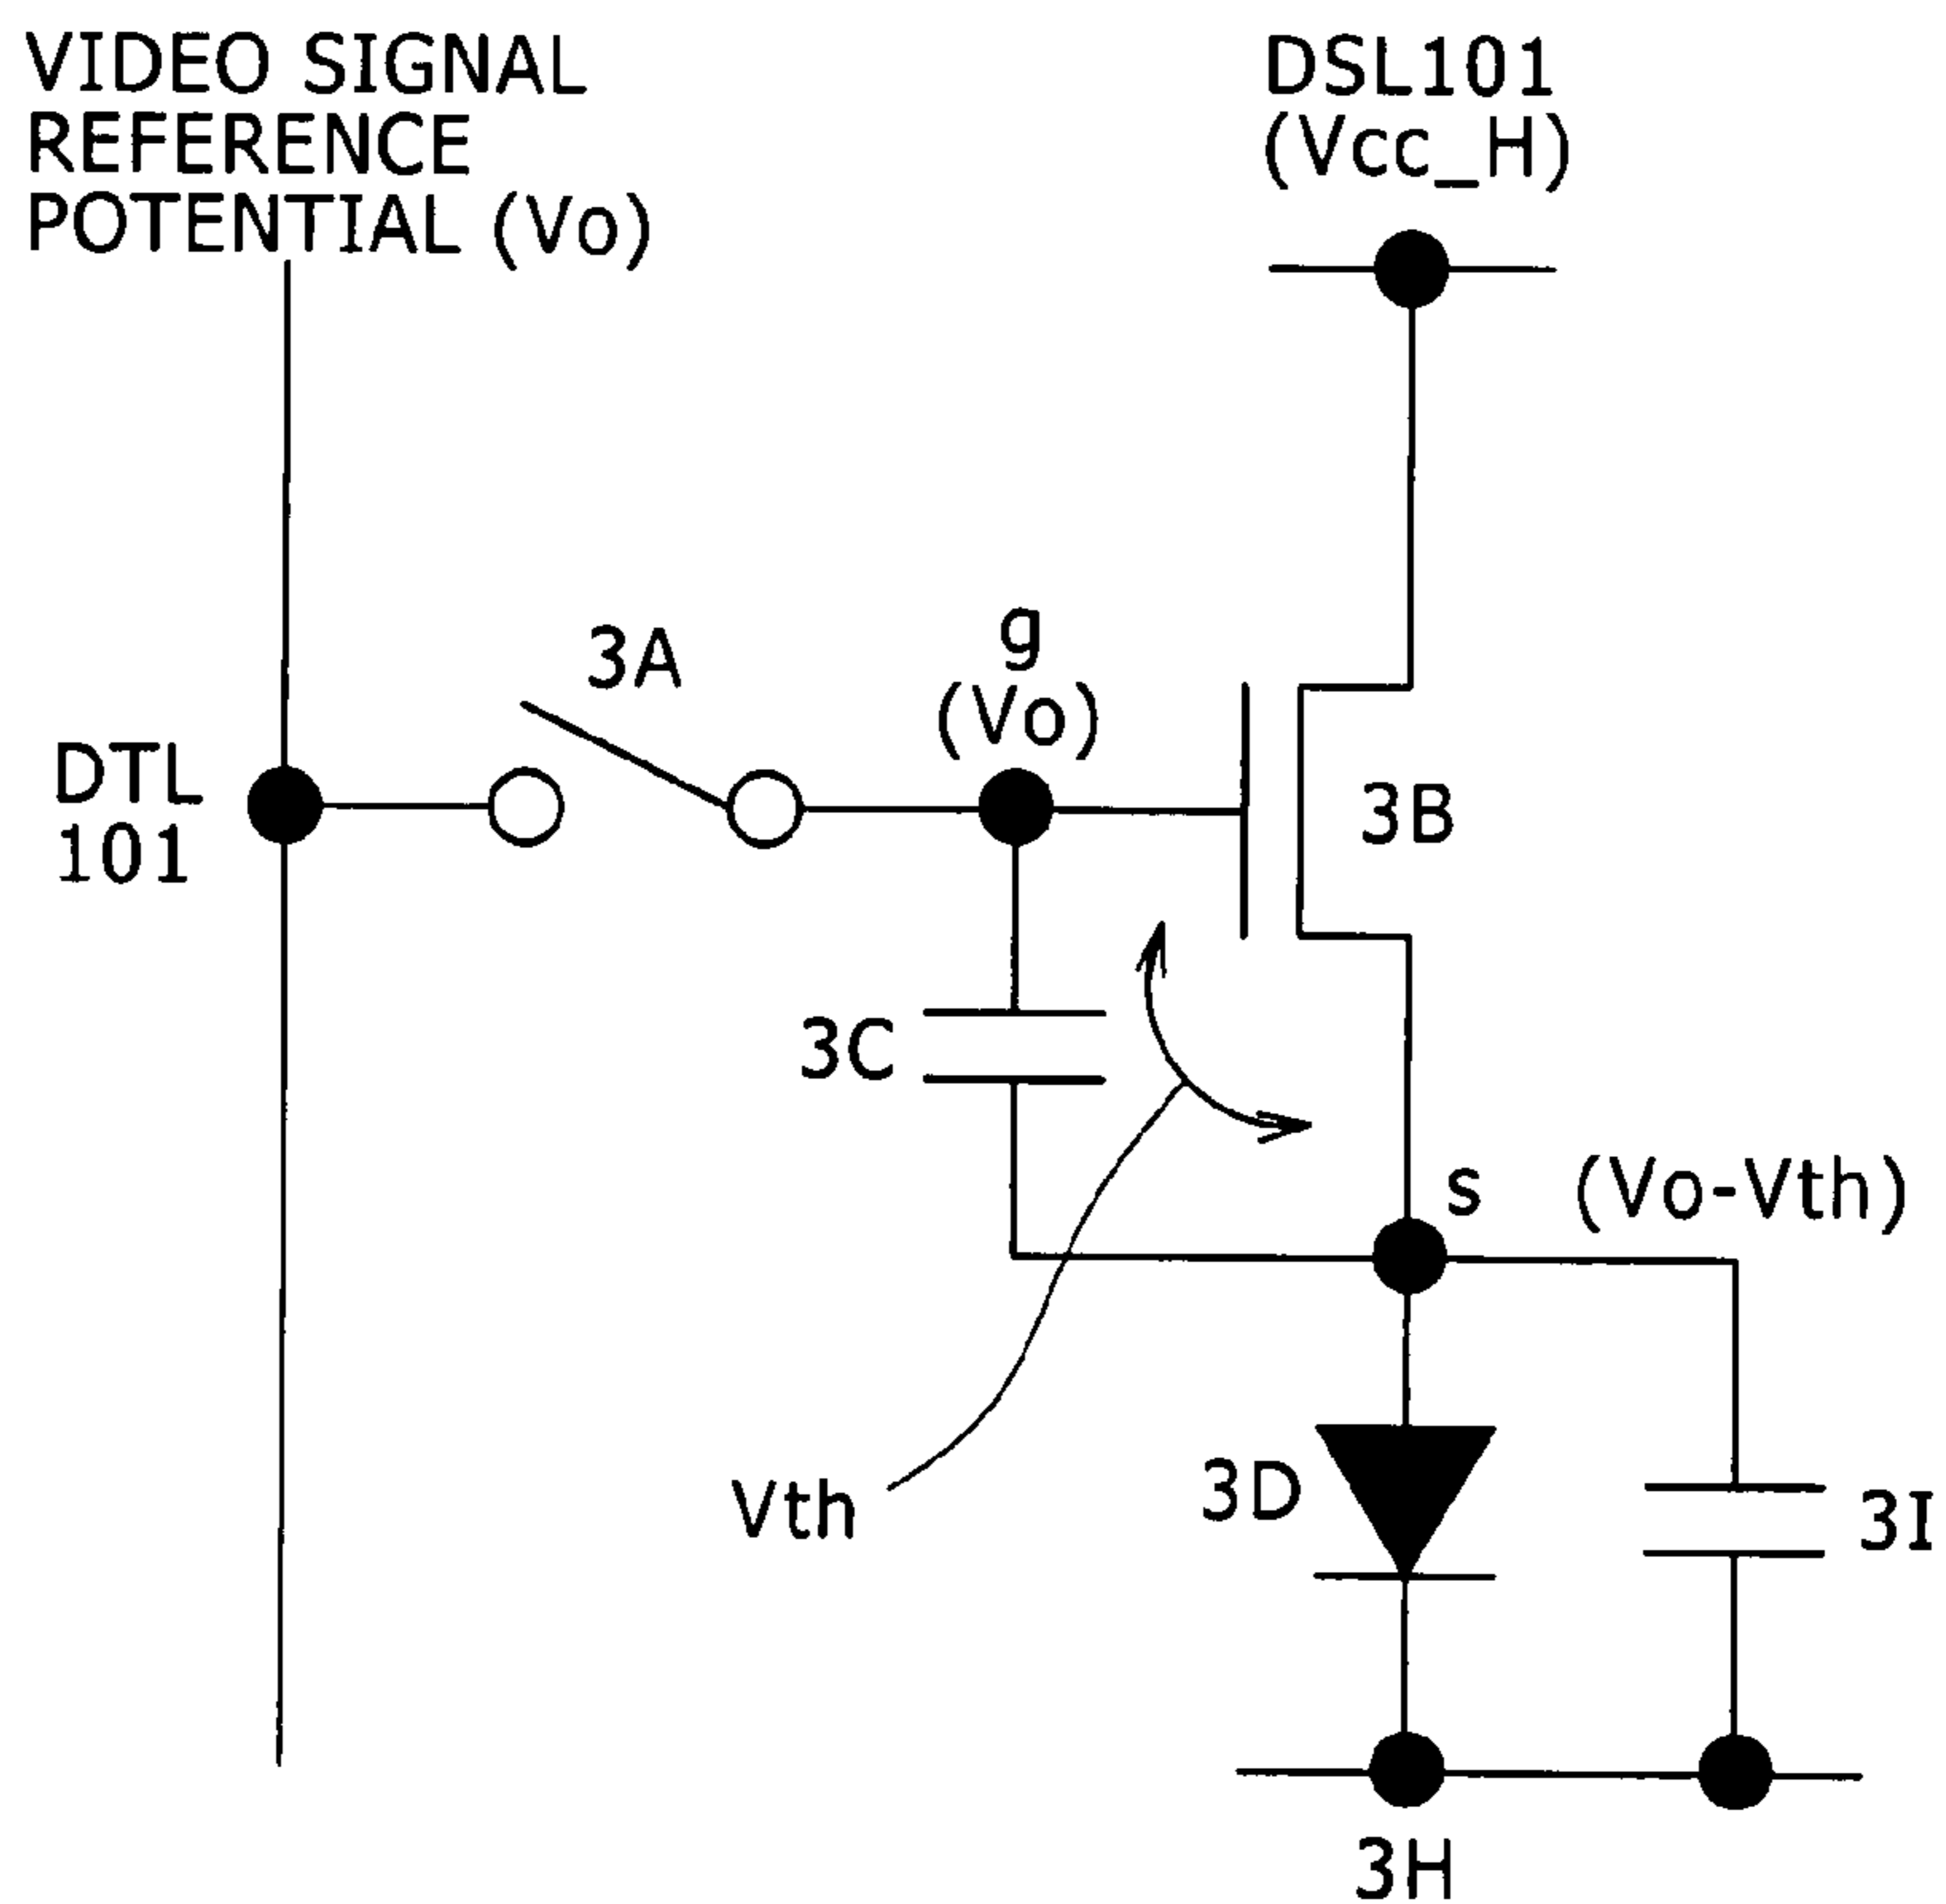 VIDEO SIGNAL
REFERENCE
POTENTIAL (Vo)
DSL101
(Vcc_H)
3A
g
(Vo)
DTL
101
3B
3C
s (Vo-Vth)
Vth
3D
3I
3H